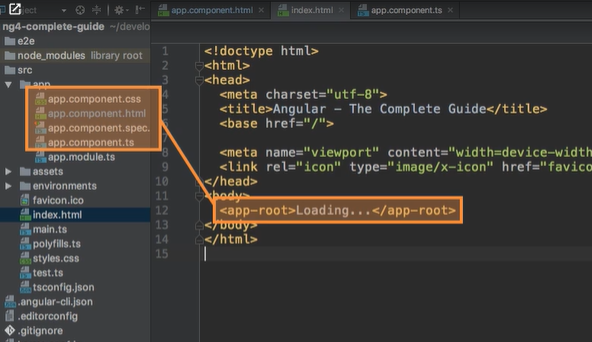 app.component.html
index.html
app.component.ts
ng4-complete-guide ~/develo
e2e
node_modules library root
src
app
app.component.css
app.component.html
app.component.spec.
app.component.ts
app.module.ts
assets
environments
favicon.ico
index.html
main.ts
polyfills.ts
styles.css
test.ts
tsconfig.json
.angular-cli.json
.editorconfig
.gitignore
1 <!doctype html>
2 <html>
3 <head>
4 <meta charset="utf-8">
5 <title>Angular - The Complete Guide</title>
<base href="/">
<meta name="viewport" content="width=device-width
9 <link rel="icon" type="image/x-icon" href="favico
10 </head>
11 <body>
12 <app-root>Loading...</app-root>
13 </body>
14 </html>
15